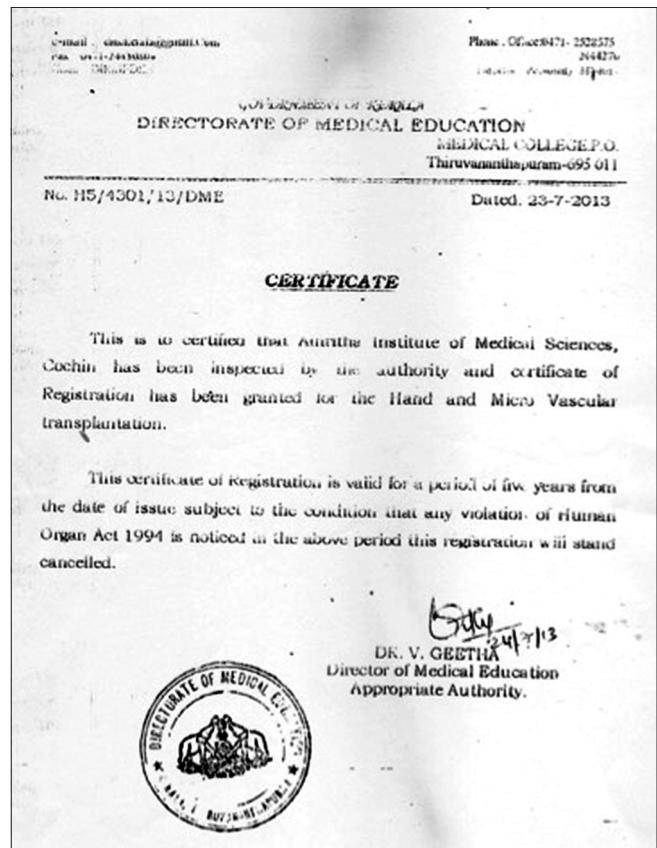 Phone . Office:0471- 2528575
GOVERNMENT OF KERALA
DIRECTORATE OF MEDICAL EDUCATION
MEDICAL COLLEGE.P.O.
Thiruvananthapuram-695 011
No. H5/4301/13/DME Dated. 23-7-2013
CERTIFICATE
This is to certified that Amritha Institute of Medical Sciences,
Cochin has been inspected by the authority and certificate of
Registration has been granted for the Hand and Micro Vascular
transplantation.
This certificate of Registration is valid for a period of five years from
the date of issue subject to the condition that any violation of Human
Organ Act 1994 is noticed in the above period this registration will stand
cancelled.
24/7/13
DR. V. GEETHA
Director of Medical Education
Appropriate Authority.
DIRECTORATE OF MEDICAL EDUCATION